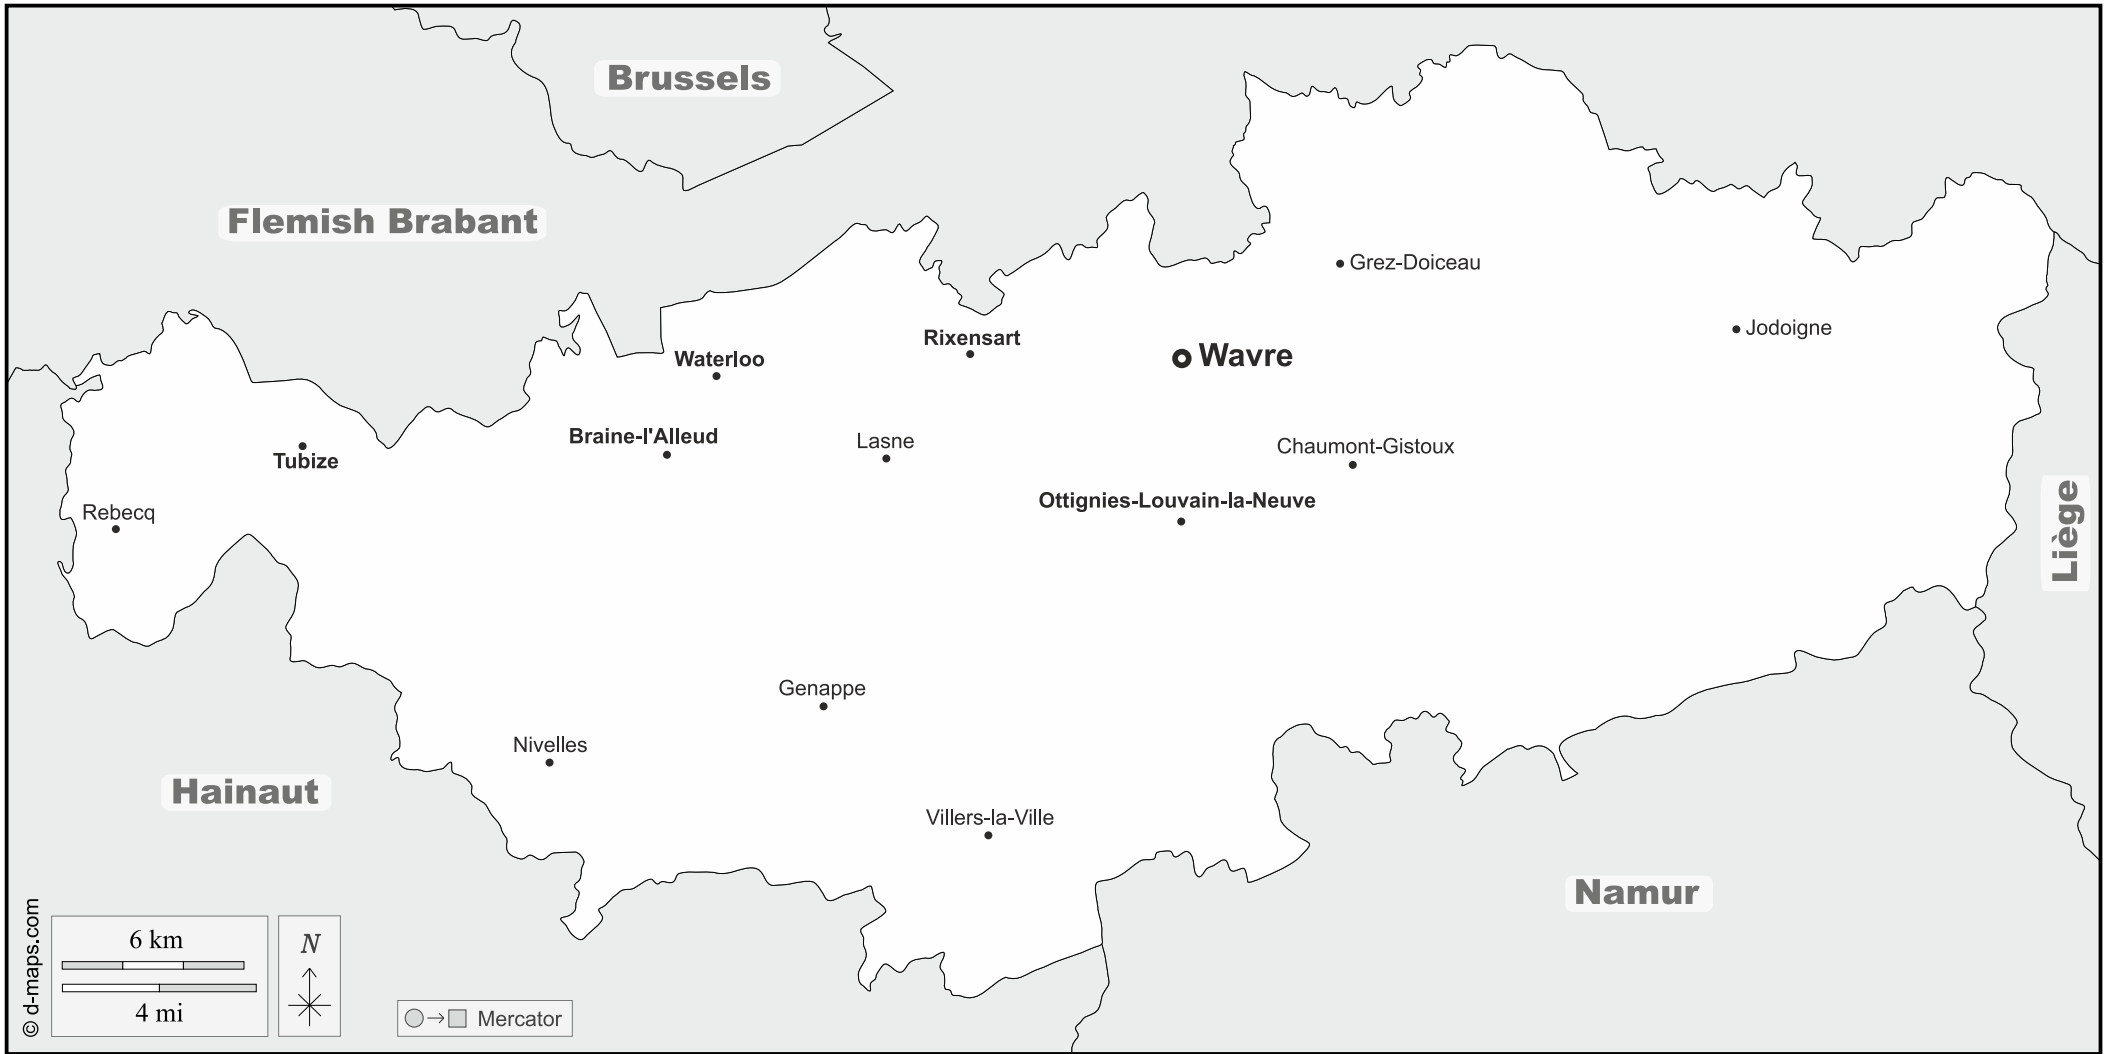 Brussels
Flemish Brabant
Grez-Doiceau
Jodoigne
Rixensart
Wavre
Waterloo
Braine-l'Alleud
Lasne
Chaumont-Gistoux
Tubize
Ottignies-Louvain-la-Neuve
Rebecq
Liège
Genappe
Nivelles
Hainaut
Villers-la-Ville
Namur
© d-maps.com
6 km
4 mi
N
Mercator